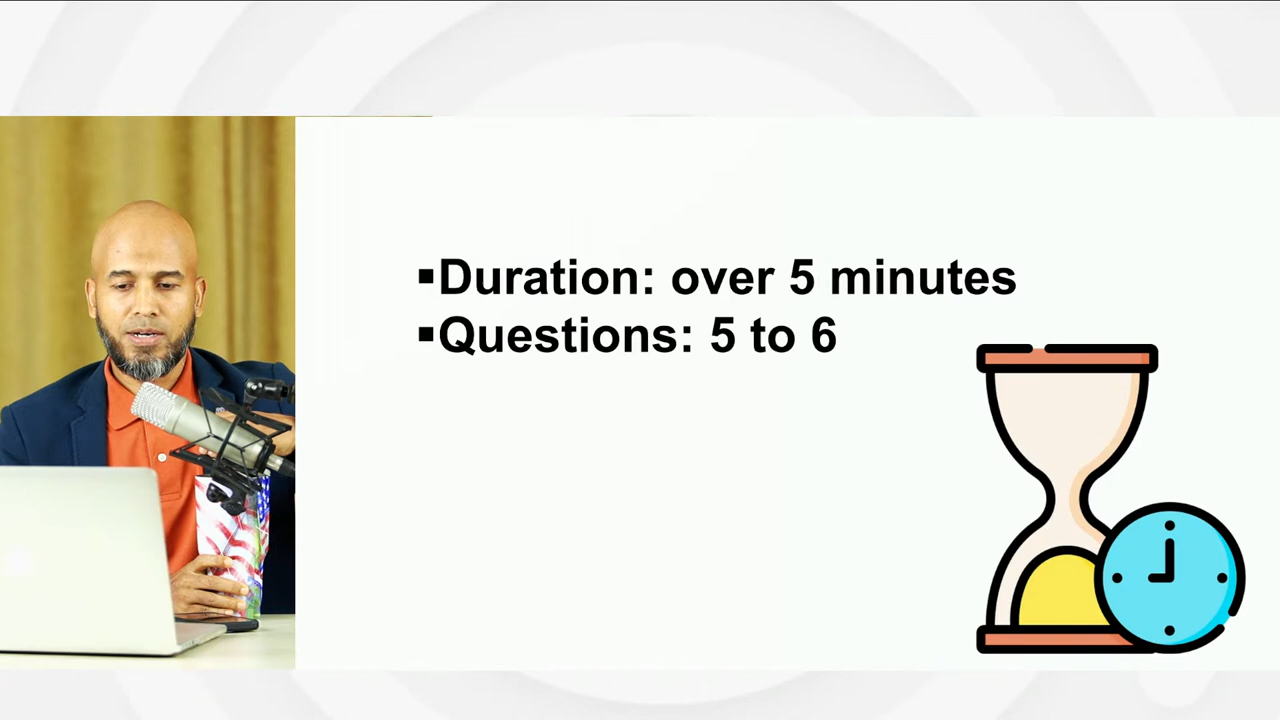 ▪Duration: over 5 minutes
▪Questions: 5 to 6